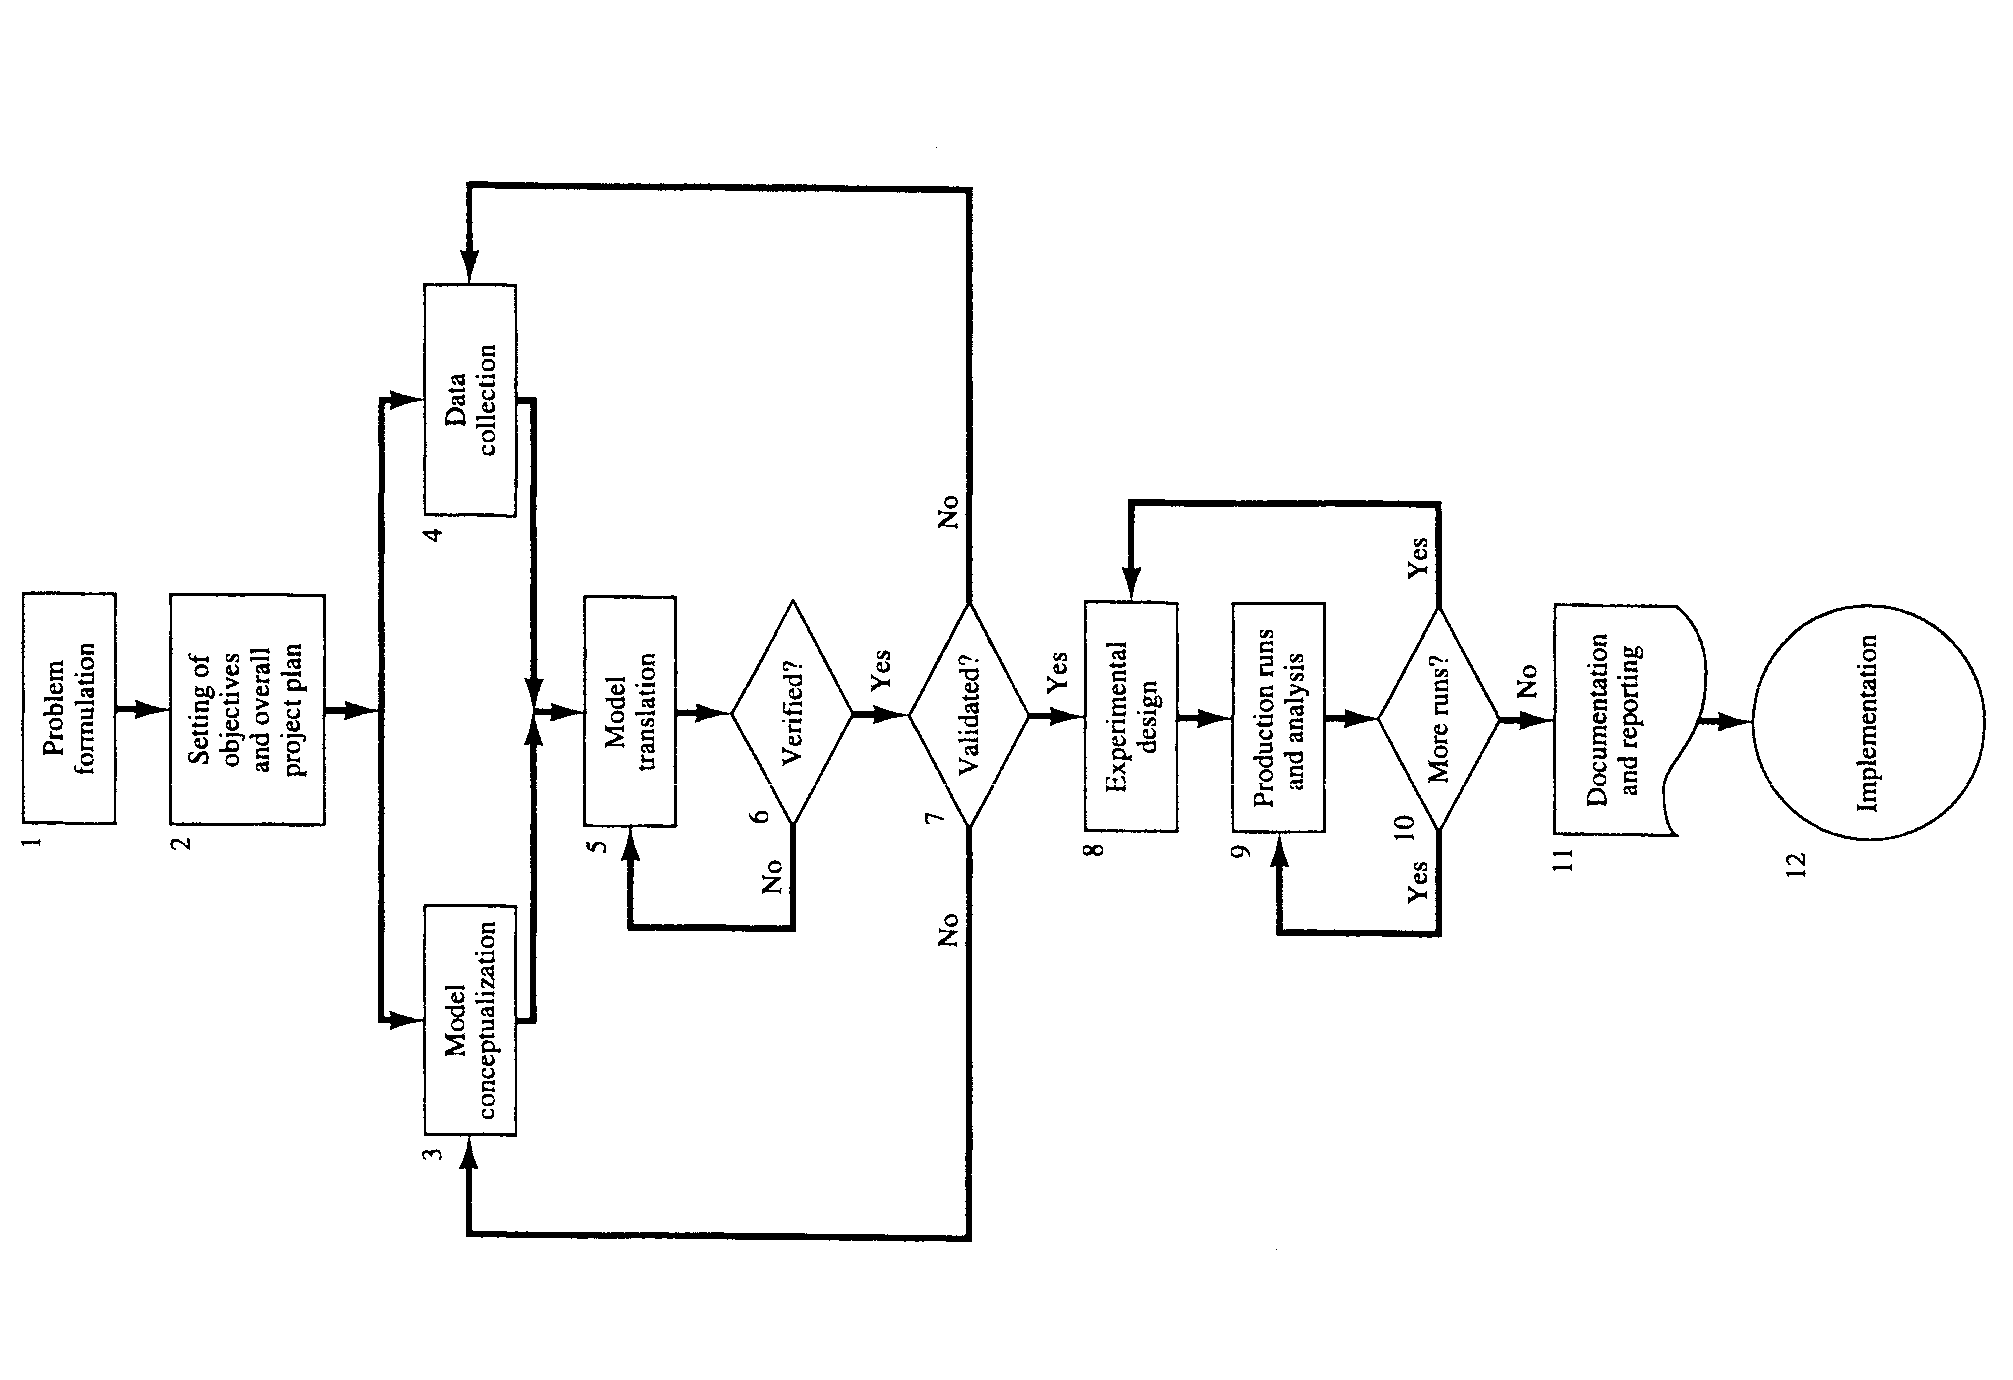 1
Problem
formulation
2
Setting of
objectives
and overall
project plan
3
Model
conceptualization
4
Data
collection
5
Model
translation
6
Verified?
No
Yes
7
Validated?
No
No
Yes
8
Experimental
design
9
Production runs
and analysis
10
More runs?
Yes
Yes
No
11
Documentation
and reporting
12
Implementation